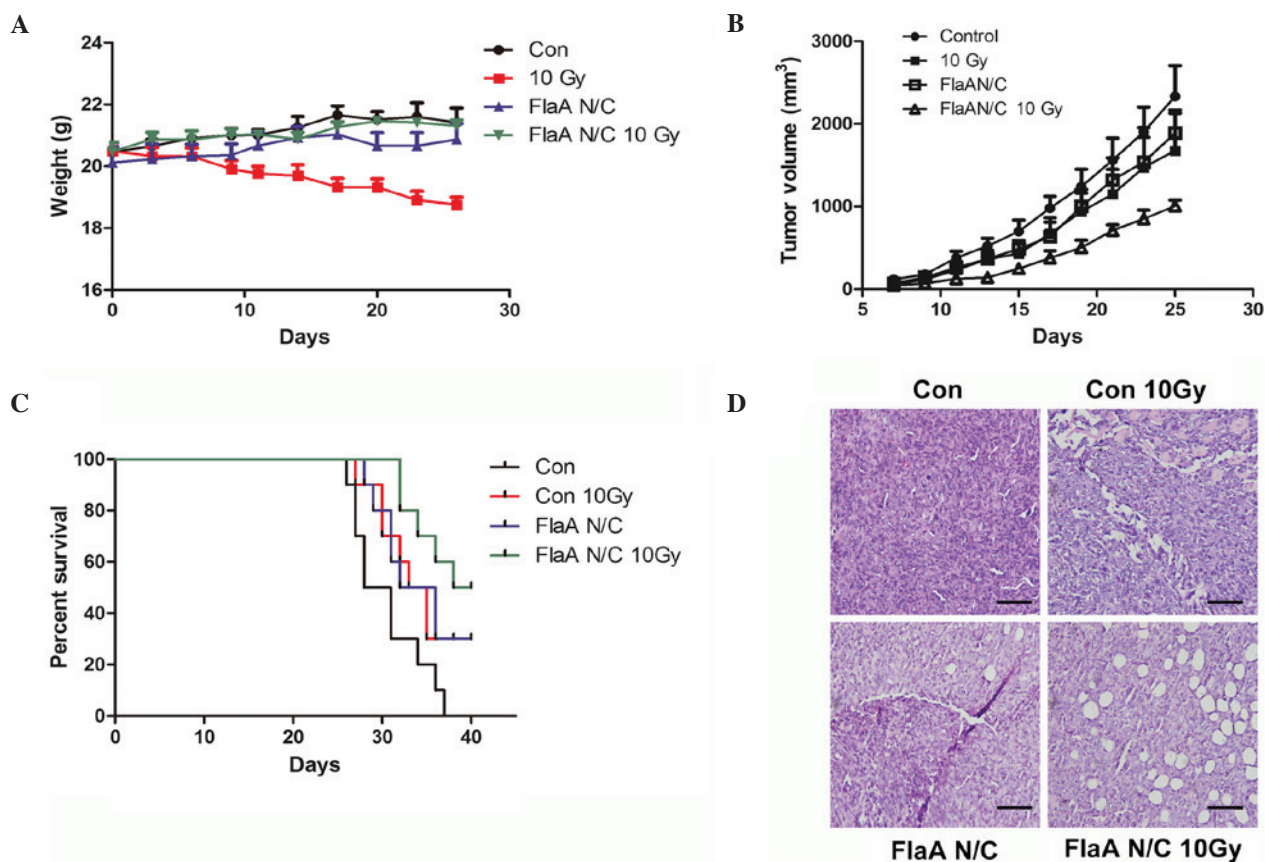 A
Weight (g)
24
22
20
18
16
0
10
20
30
Days
Con
10 Gy
FlaA N/C
FlaA N/C 10 Gy
B
Tumor volume (mm³)
3000
2000
1000
0
5
10
15
20
25
30
Days
Control
10 Gy
FlaAN/C
FlaAN/C 10 Gy
C
Percent survival
100
80
60
40
20
0
0
10
20
30
40
Days
Con
Con 10Gy
FlaA N/C
FlaA N/C 10Gy
D
Con
Con 10Gy
FlaA N/C
FlaA N/C 10Gy